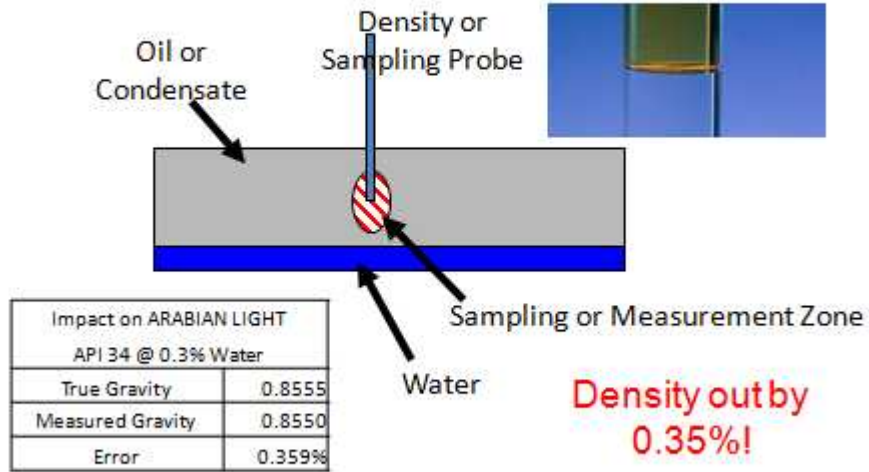 Density or
Sampling Probe
Oil or
Condensate
Sampling or Measurement Zone
Water
Impact on ARABIAN LIGHT
API 34 @ 0.3% Water
True Gravity 0.8555
Measured Gravity 0.8550
Error 0.359%
Density out by
0.35%!